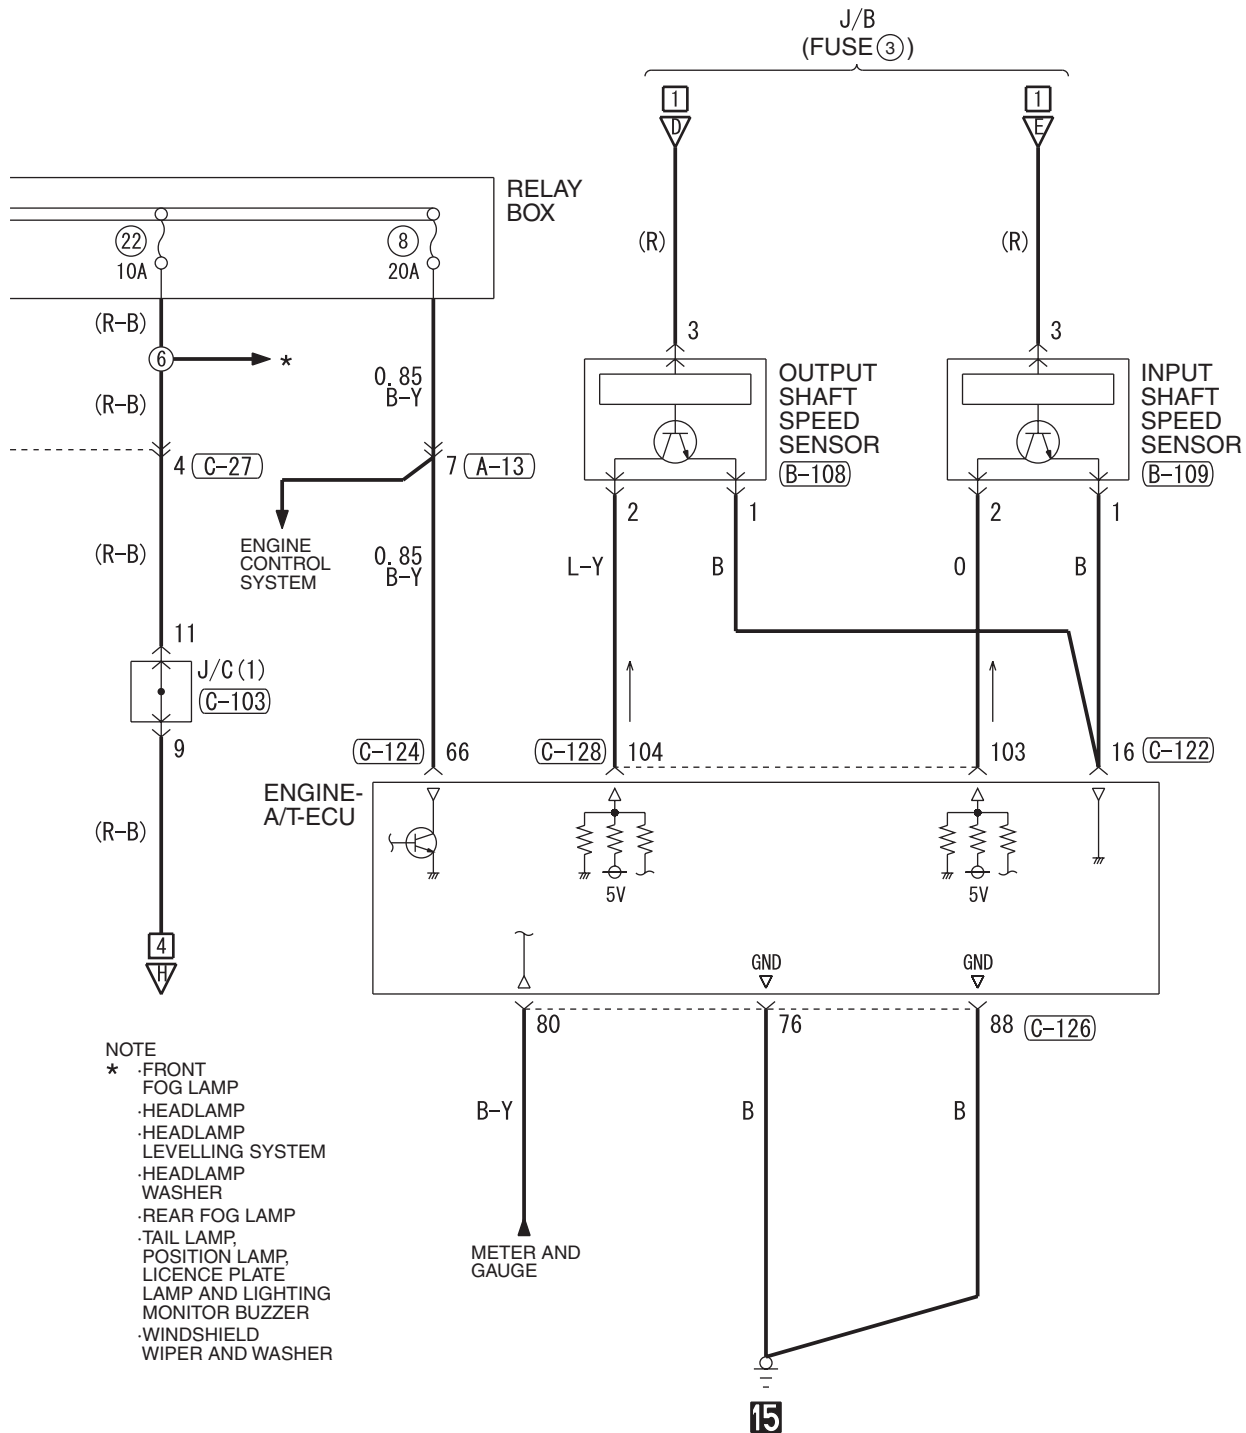 J/B
(FUSE③)
1
D
1
E
RELAY
BOX
22
10A
8
20A
(R)
(R)
(R-B)
6
*
(R-B)
0.85
B-Y
3
3
OUTPUT
SHAFT
SPEED
SENSOR
B-108
INPUT
SHAFT
SPEED
SENSOR
B-109
4
C-27
7
A-13
2
1
2
1
ENGINE
CONTROL
SYSTEM
(R-B)
0.85
B-Y
L-Y
B
O
B
11
J/C(1)
C-103
9
C-124
66
C-128
104
103
16
C-122
ENGINE-
A/T-ECU
(R-B)
5V
5V
4
H
GND
GND
80
76
88
C-126
NOTE
* ·FRONT
FOG LAMP
·HEADLAMP
·HEADLAMP
LEVELLING SYSTEM
·HEADLAMP
WASHER
·REAR FOG LAMP
·TAIL LAMP,
POSITION LAMP,
LICENCE PLATE
LAMP AND LIGHTING
MONITOR BUZZER
·WINDSHIELD
WIPER AND WASHER
B-Y
B
B
METER AND
GAUGE
15